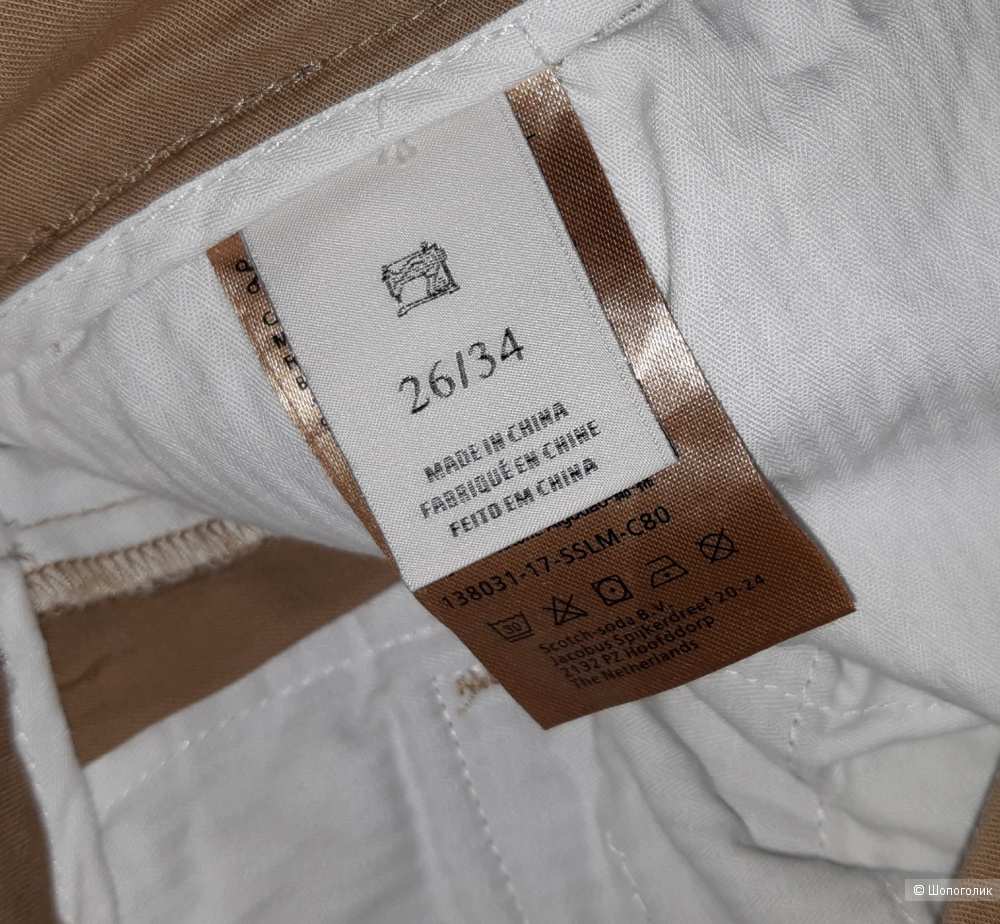 26/34
MADE IN CHINA
FABRIQUÉ EN CHINE
FEITO EM CHINA
138031-17-SSLM-C80
30
Scotch-soda B.V.
Jacobus Spijkerdreef 20-24
2132 PZ Hoofddorp
The Netherlands
© Шопоголик